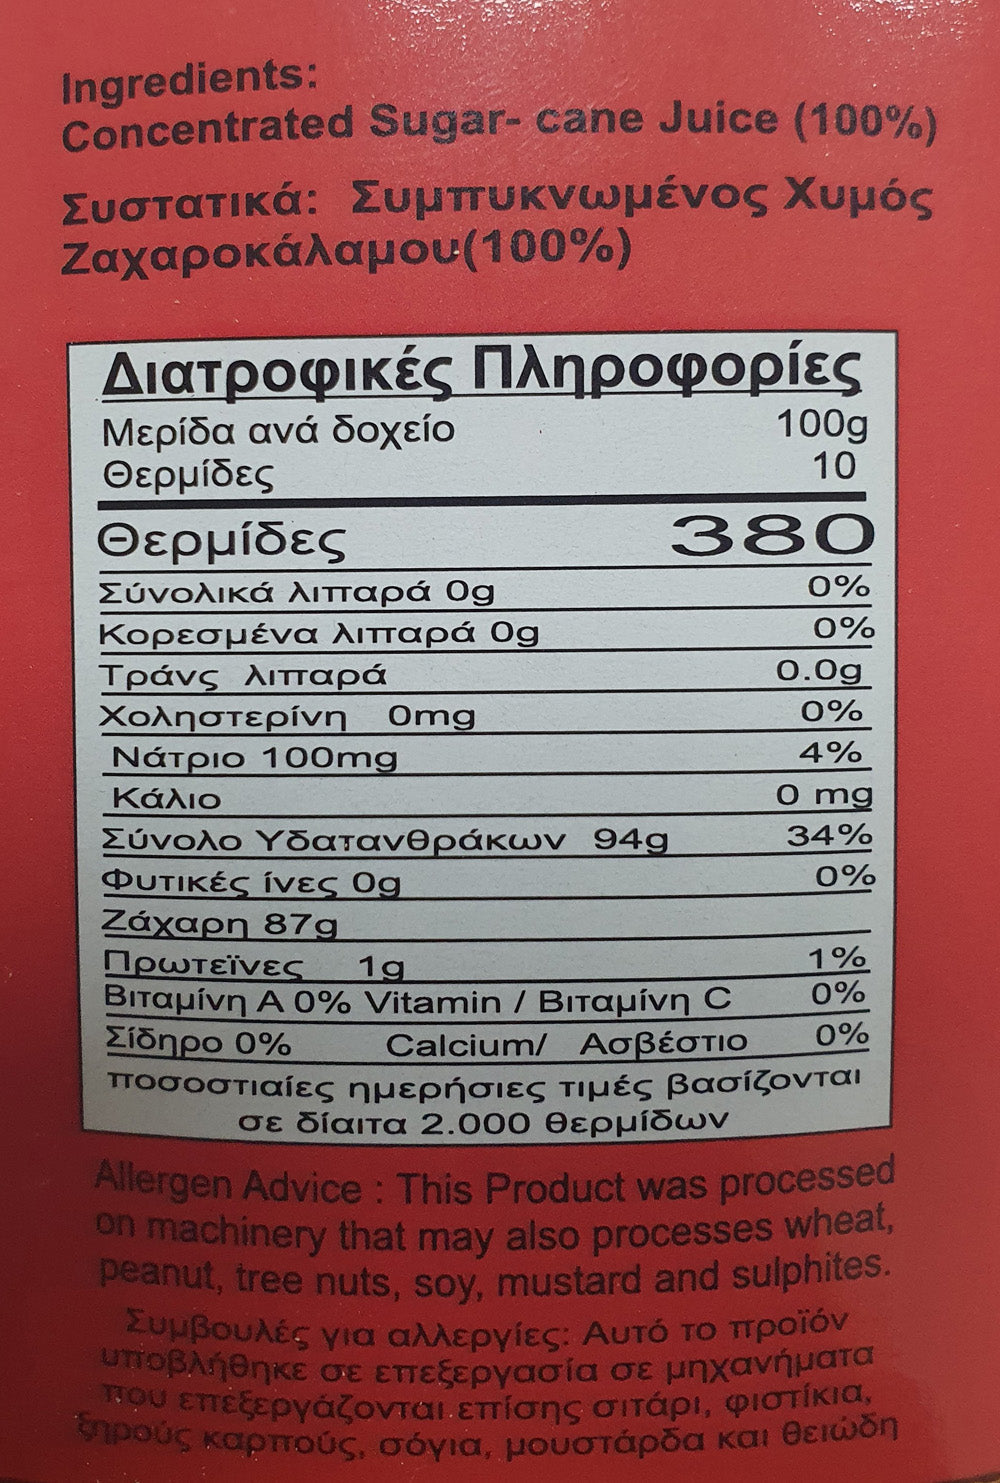 Ingredients:
Concentrated Sugar- cane Juice (100%)
Συστατικά: Συμπυκνωμένος Χυμός
Ζαχαροκάλαμου(100%)
Διατροφικές Πληροφορίες
Μερίδα ανά δοχείο 100g
Θερμίδες 10
Θερμίδες 380
Σύνολικά λιπαρά 0g 0%
Κορεσμένα λιπαρά 0g 0%
Τράνς λιπαρά 0.0g
Χοληστερίνη 0mg 0%
Νάτριο 100mg 4%
Κάλιο 0 mg
Σύνολο Υδατανθράκων 94g 34%
Φυτικές ίνες 0g 0%
Ζάχαρη 87g
Πρωτεϊνες 1g 1%
Βιταμίνη Α 0% Vitamin / Βιταμίνη C 0%
Σίδηρο 0% Calcium/ Ασβέστιο 0%
ποσοστιαίες ημερήσιες τιμές βασίζονται
σε δίαιτα 2.000 θερμίδων
Allergen Advice : This Product was processed
on machinery that may also processes wheat,
peanut, tree nuts, soy, mustard and sulphites.
Συμβουλές για αλλεργίες: Αυτό το προϊόν
υποβλήθηκε σε επεξεργασία σε μηχανήματα
που επεξεργάζονται επίσης σιτάρι, φιστίκια,
ξηρούς καρπούς, σόγια, μουστάρδα και θειώδη